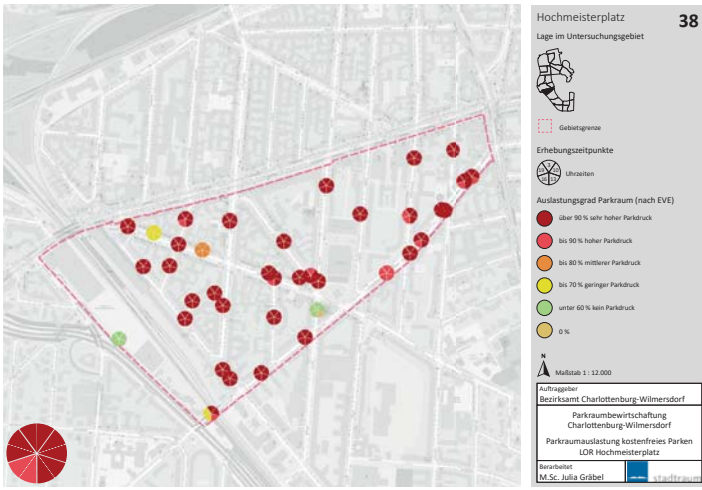 Hochmeisterplatz 38
Lage im Untersuchungsgebiet
Gebietsgrenze
Erhebungszeitpunkte
Uhrzeiten
Auslastungsgrad Parkraum (nach EVE)
über 90 % sehr hoher Parkdruck
bis 90 % hoher Parkdruck
bis 80 % mittlerer Parkdruck
bis 70 % geringer Parkdruck
unter 60 % kein Parkdruck
0 %
N
Maßstab 1 : 12.000
Auftraggeber
Bezirksamt Charlottenburg-Wilmersdorf
Parkraumbewirtschaftung
Charlottenburg-Wilmersdorf
Parkraumauslastung kostenfreies Parken
LOR Hochmeisterplatz
Berarbeitet
M.Sc. Julia Gräbel
stadtraum